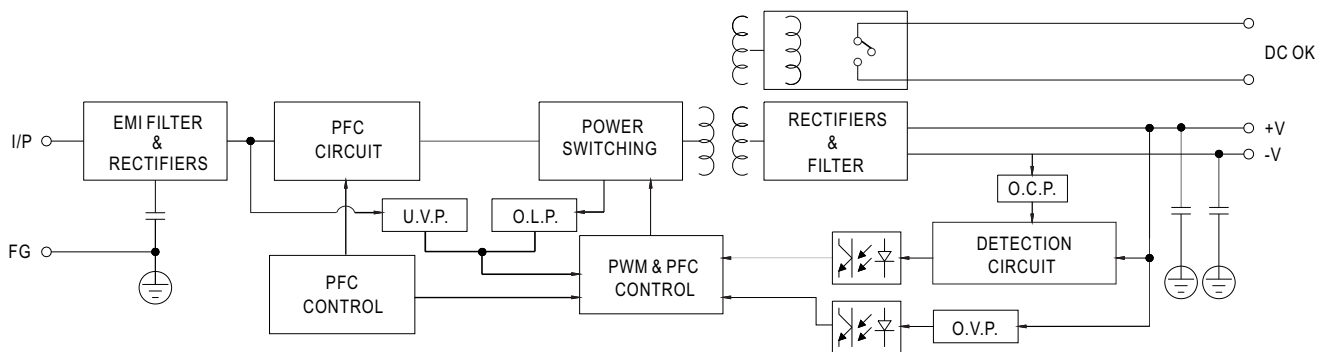 DC OK
I/P
EMI FILTER
&
RECTIFIERS
PFC
CIRCUIT
POWER
SWITCHING
RECTIFIERS
&
FILTER
+V
-V
O.C.P.
U.V.P.
O.L.P.
FG
PFC
CONTROL
PWM & PFC
CONTROL
DETECTION
CIRCUIT
O.V.P.